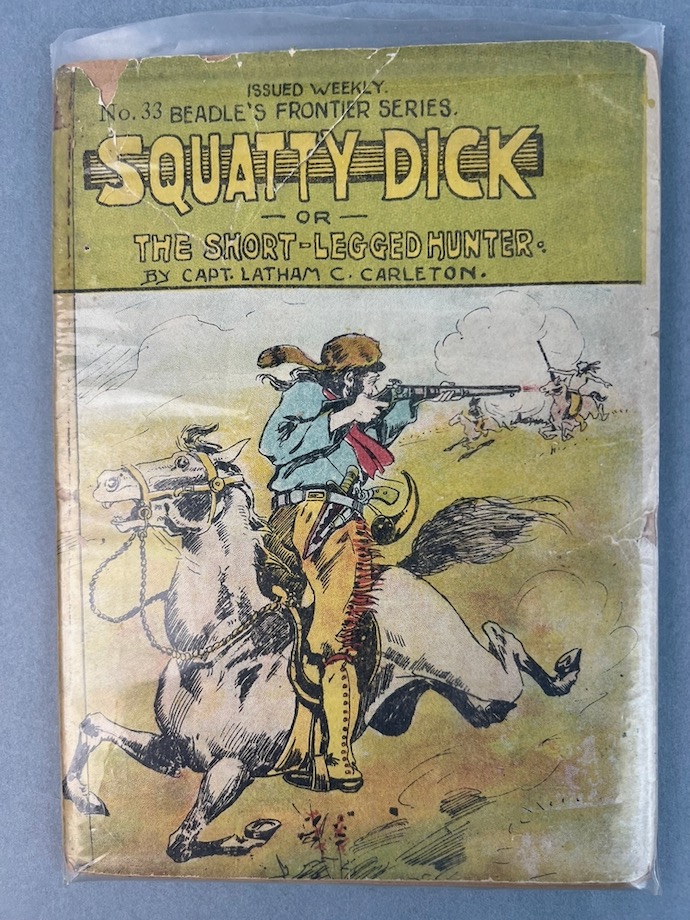 ISSUED WEEKLY.
No. 33 BEADLE'S FRONTIER SERIES.
SQUATTY DICK
— OR —
THE SHORT-LEGGED HUNTER.
BY CAPT. LATHAM C. CARLETON.